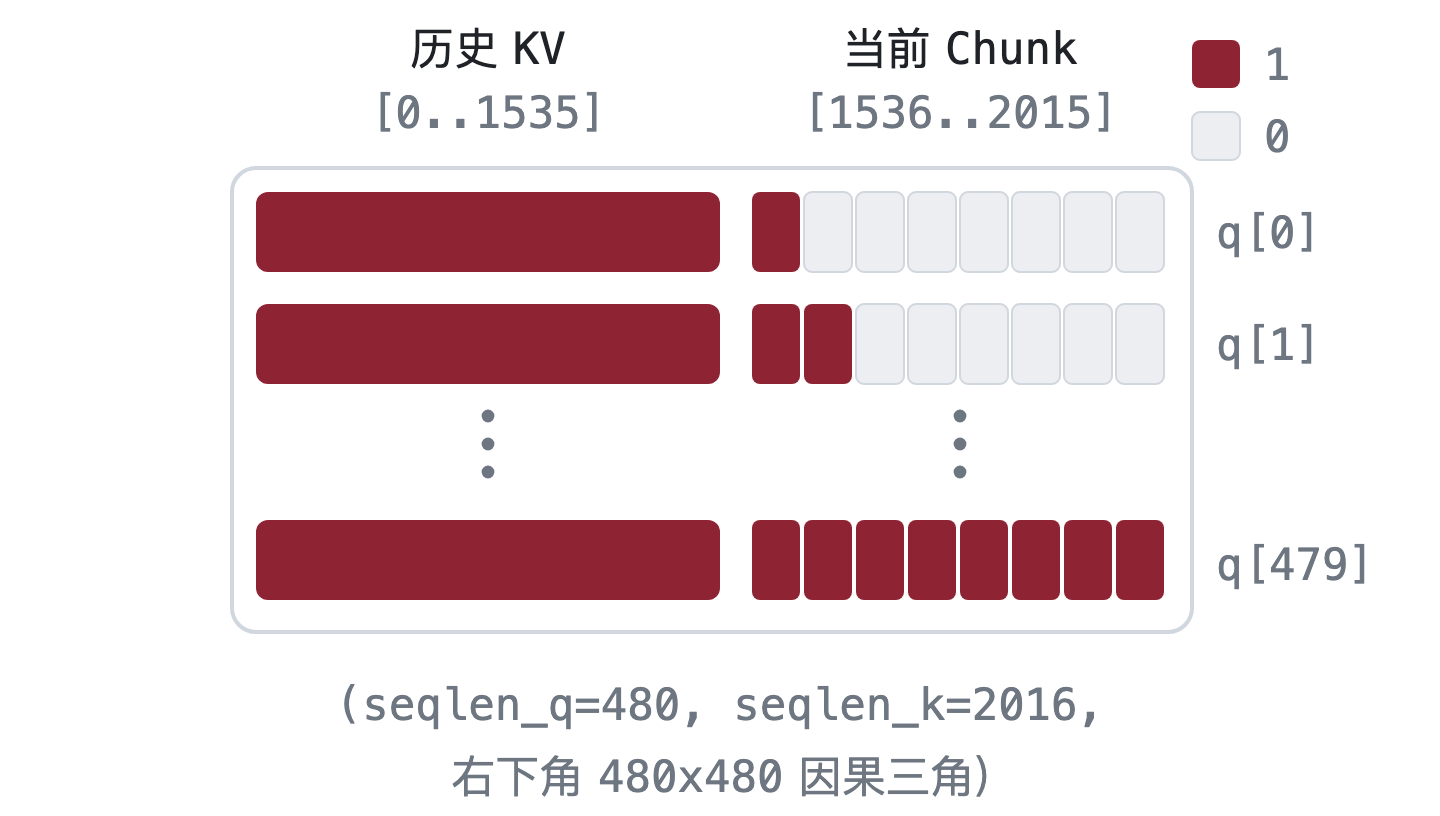 历史 KV
[0..1535]
当前 Chunk
[1536..2015]
1
0
q[0]
q[1]
q[479]
(seqlen_q=480, seqlen_k=2016,
右下角 480x480 因果三角)